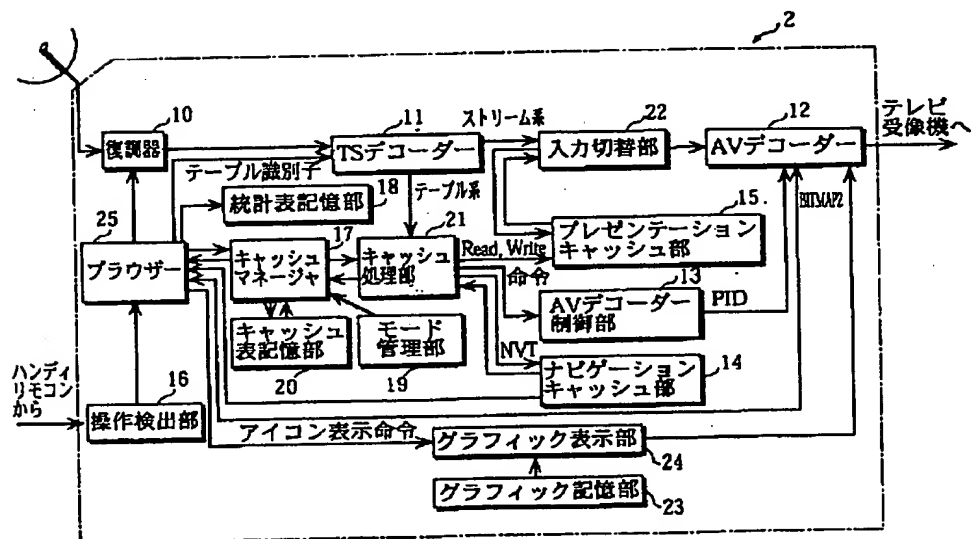 2
10
復調器
11
TSデコーダー
ストリーム系
22
入力切替部
12
AVデコーダー
テレビ
受像機へ
テーブル識別子
テーブル系
18
統計表記憶部
BITMAP2
15
プレゼンテーション
キャッシュ部
25
ブラウザー
17
キャッシュ
マネージャ
21
キャッシュ
処理部
Read, Write
命令
13
AVデコーダー
制御部
PID
キャッシュ
表記憶部
20
モード
管理部
19
NVT
ナビゲーション
キャッシュ部
14
ハンディ
リモコン
から
16
操作検出部
アイコン表示命令
グラフィック表示部
24
グラフィック記憶部
23